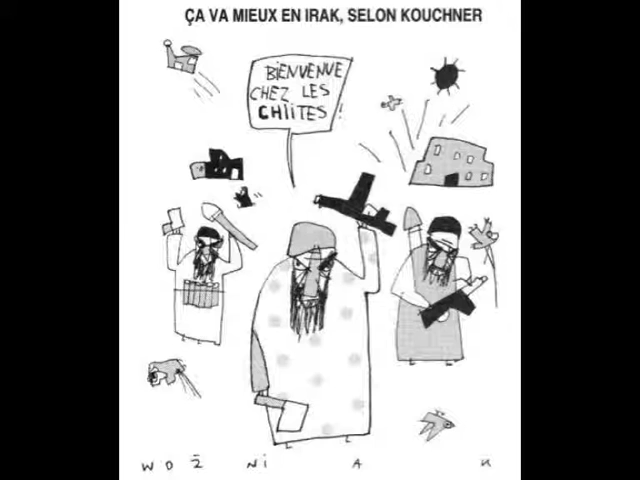 ÇA VA MIEUX EN IRAK, SELON KOUCHNER
BIENVENUE
CHEZ LES
CHIITES !
WOŹNIAK